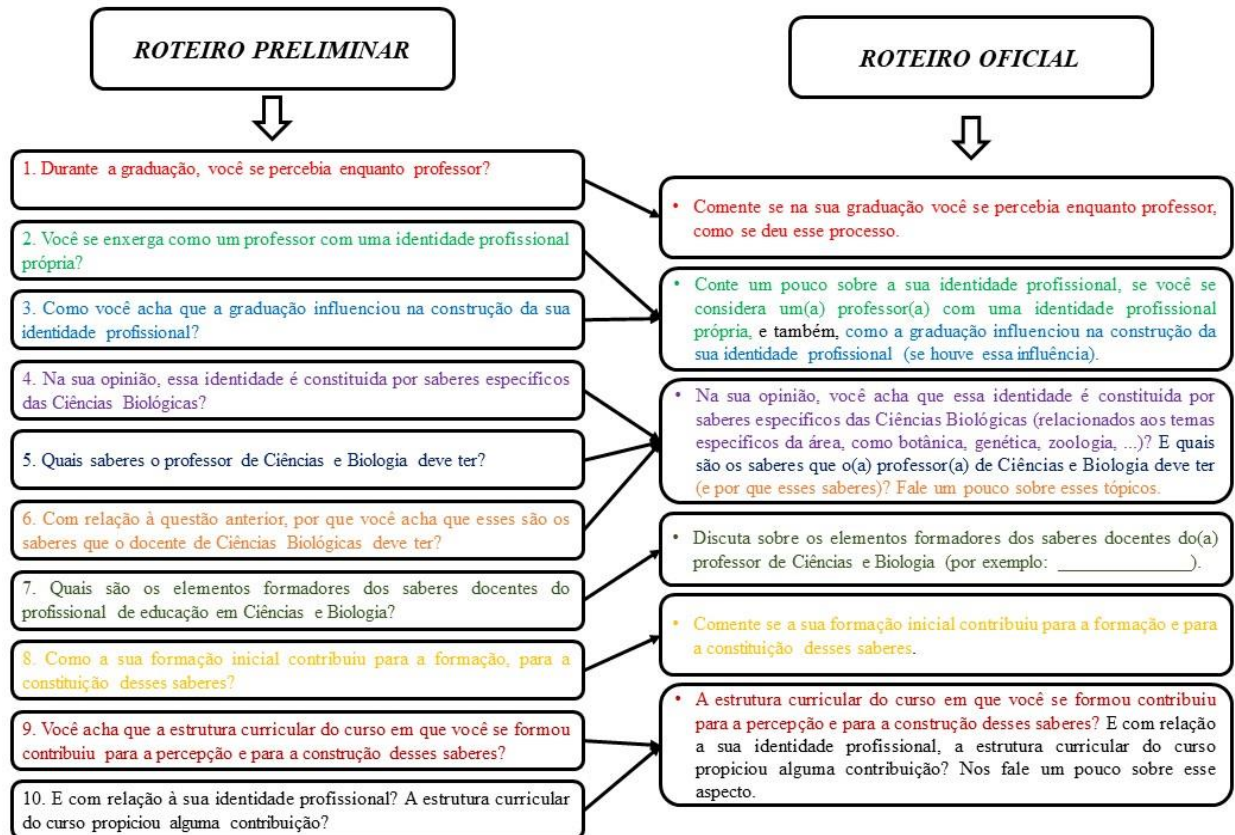 ROTEIRO PRELIMINAR
1. Durante a graduação, você se percebia enquanto professor?
2. Você se enxerga como um professor com uma identidade profissional
própria?
3. Como você acha que a graduação influenciou na construção da sua
identidade profissional?
4. Na sua opinião, essa identidade é constituída por saberes específicos
das Ciências Biológicas?
5. Quais saberes o professor de Ciências e Biologia deve ter?
6. Com relação à questão anterior, por que você acha que esses são os
saberes que o docente de Ciências Biológicas deve ter?
7. Quais são os elementos formadores dos saberes docentes do
profissional de educação em Ciências e Biologia?
8. Como a sua formação inicial contribuiu para a formação, para a
constituição desses saberes?
9. Você acha que a estrutura curricular do curso em que você se formou
contribuiu para a percepção e para a construção desses saberes?
10. E com relação à sua identidade profissional? A estrutura curricular
do curso propiciou alguma contribuição?
ROTEIRO OFICIAL
• Comente se na sua graduação você se percebia enquanto professor,
como se deu esse processo.
• Conte um pouco sobre a sua identidade profissional, se você se
considera um(a) professor(a) com uma identidade profissional
própria, e também, como a graduação influenciou na construção da
sua identidade profissional (se houve essa influência).
• Na sua opinião, você acha que essa identidade é constituída por
saberes específicos das Ciências Biológicas (relacionados aos temas
específicos da área, como botânica, genética, zoologia, ...)? E quais
são os saberes que o(a) professor(a) de Ciências e Biologia deve ter
(e por que esses saberes)? Fale um pouco sobre esses tópicos.
• Discuta sobre os elementos formadores dos saberes docentes do(a)
professor de Ciências e Biologia (por exemplo: _______________).
• Comente se a sua formação inicial contribuiu para a formação e para
a constituição desses saberes.
• A estrutura curricular do curso em que você se formou contribuiu
para a percepção e para a construção desses saberes? E com relação
a sua identidade profissional, a estrutura curricular do curso
propiciou alguma contribuição? Nos fale um pouco sobre esse
aspecto.